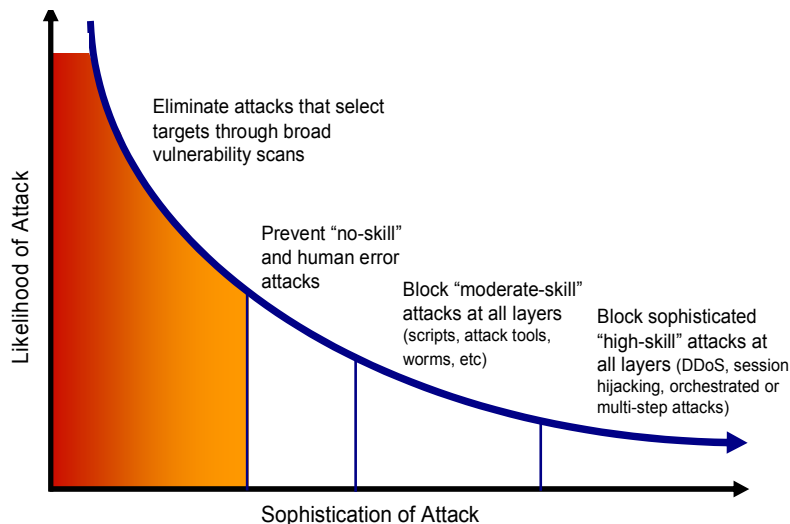 Eliminate attacks that select
targets through broad
vulnerability scans
Prevent “no-skill”
and human error
attacks
Block “moderate-skill”
attacks at all layers
(scripts, attack tools,
worms, etc)
Block sophisticated
“high-skill” attacks at
all layers (DDoS, session
hijacking, orchestrated or
multi-step attacks)
Likelihood of Attack
Sophistication of Attack